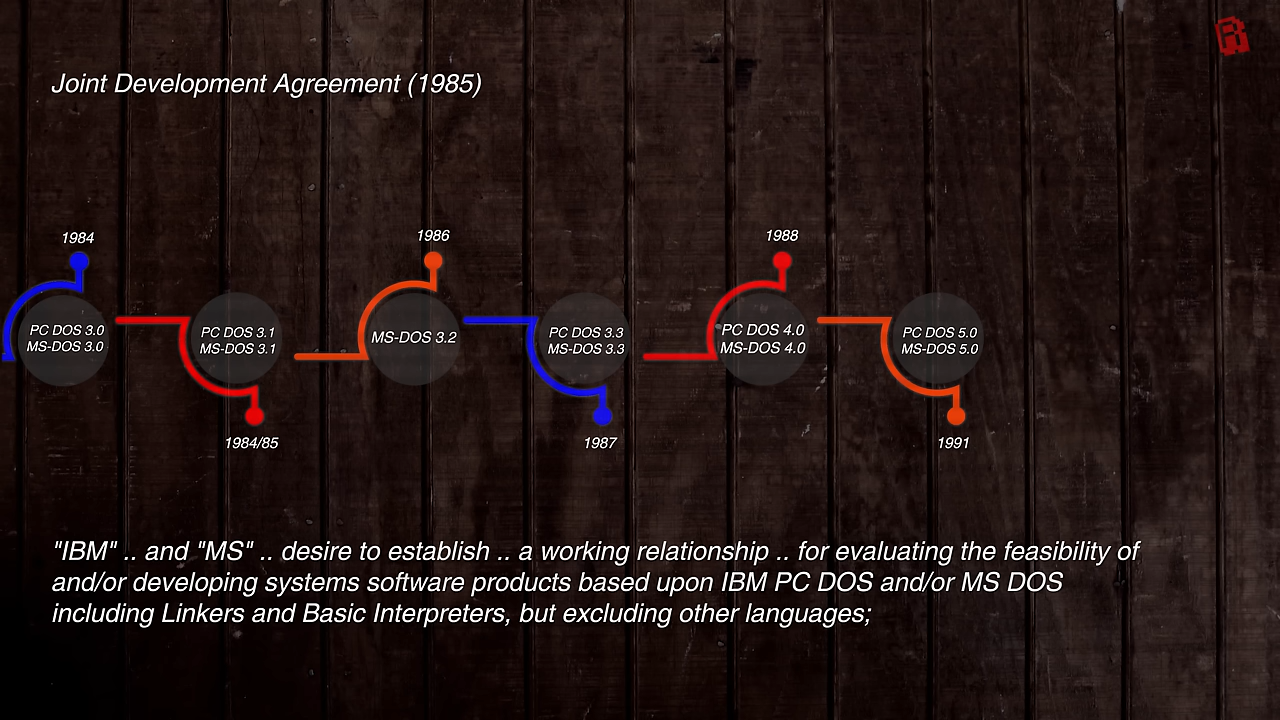 Joint Development Agreement (1985)
1984
1986
1988
PC DOS 3.0
MS-DOS 3.0
PC DOS 3.1
MS-DOS 3.1
MS-DOS 3.2
PC DOS 3.3
MS-DOS 3.3
PC DOS 4.0
MS-DOS 4.0
PC DOS 5.0
MS-DOS 5.0
1984/85
1987
1991
"IBM" .. and "MS" .. desire to establish .. a working relationship .. for evaluating the feasibility of
and/or developing systems software products based upon IBM PC DOS and/or MS DOS
including Linkers and Basic Interpreters, but excluding other languages;